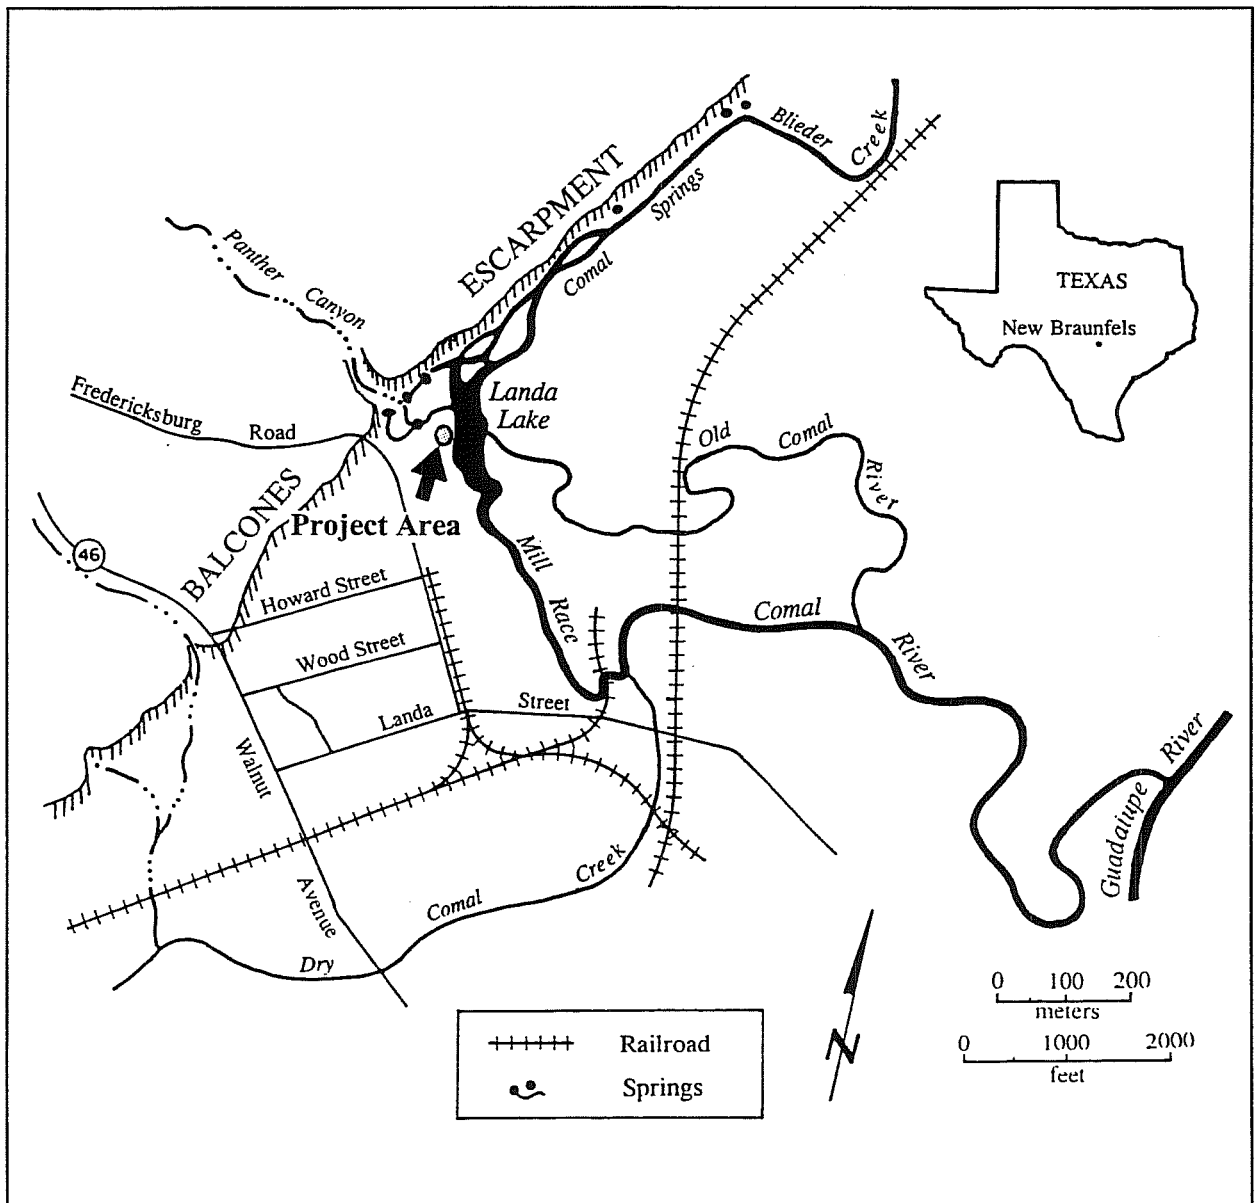 Blieder
Creek
ESCARPMENT
Springs
Comal
Panther
Canyon
TEXAS
New Braunfels
Fredericksburg
Road
Landa
Lake
Old
Comal
River
BALCONES
Project Area
46
Mill
Race
Howard Street
Wood Street
Comal
River
Landa
Street
Walnut
Avenue
River
Guadalupe
Creek
Comal
Dry
N
0 100 200
meters
0 1000 2000
feet
Railroad
Springs